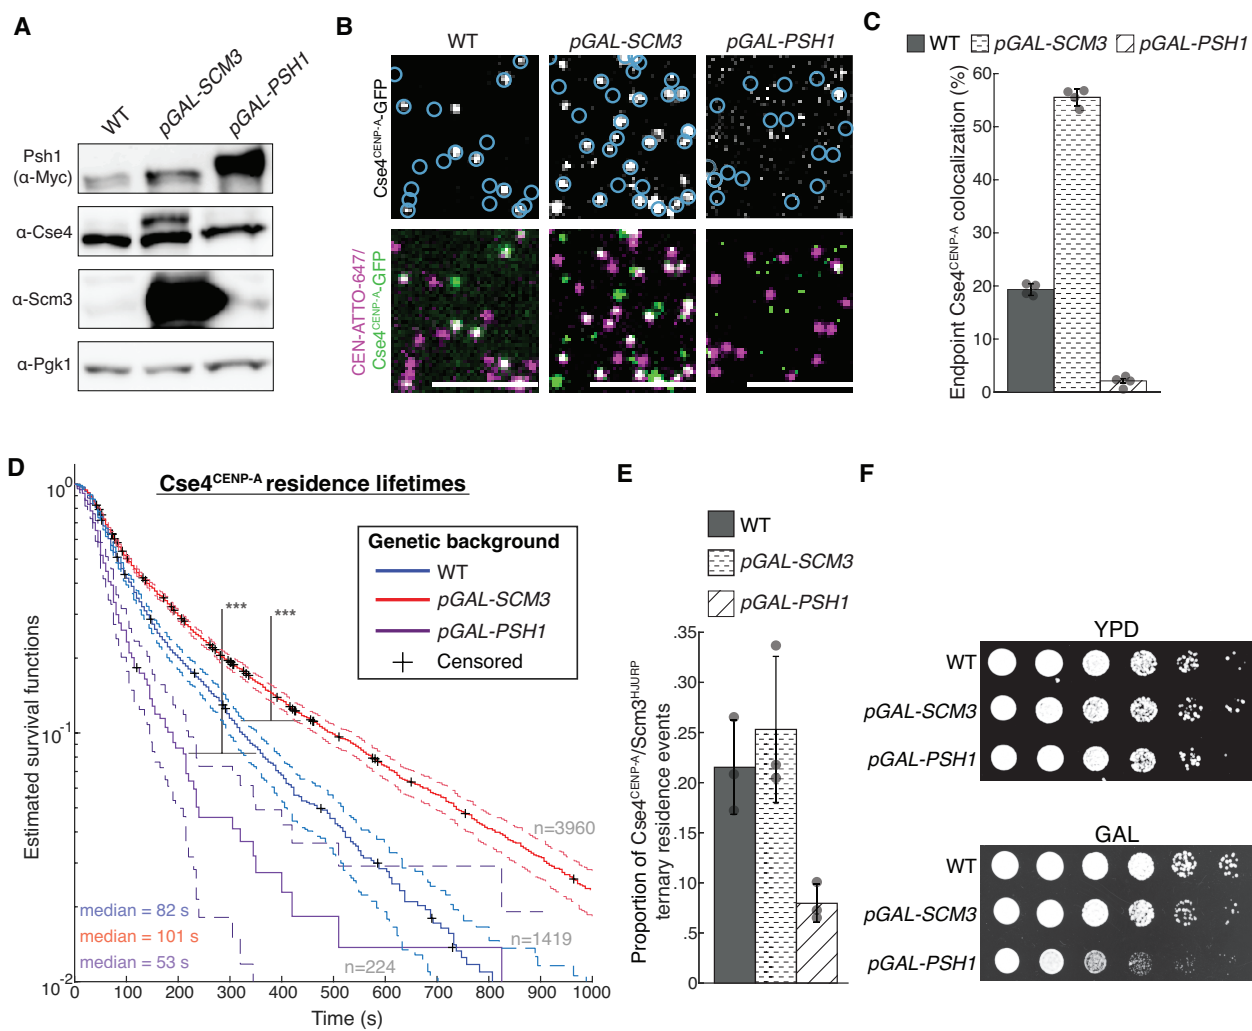 A
WT
pGAL-SCM3
pGAL-PSH1
Psh1
(α-Myc)
α-Cse4
α-Scm3
α-Pgk1
B
WT
pGAL-SCM3
pGAL-PSH1
Cse4CENP-A-GFP
CEN-ATTO-647/
Cse4CENP-A-GFP
C
WT
pGAL-SCM3
pGAL-PSH1
Endpoint Cse4CENP-A colocalization (%)
60
50
40
30
20
10
0
D
Cse4CENP-A residence lifetimes
Estimated survival functions
10^0
10^-1
10^-2
Genetic background
WT
pGAL-SCM3
pGAL-PSH1
Censored
***
***
n=3960
n=1419
n=224
median = 82 s
median = 101 s
median = 53 s
0 100 200 300 400 500 600 700 800 900 1000
Time (s)
E
WT
pGAL-SCM3
pGAL-PSH1
Proportion of Cse4CENP-A/Scm3HJURP
ternary residence events
.35
.30
.25
.20
.15
.10
.5
0
F
YPD
WT
pGAL-SCM3
pGAL-PSH1
GAL
WT
pGAL-SCM3
pGAL-PSH1